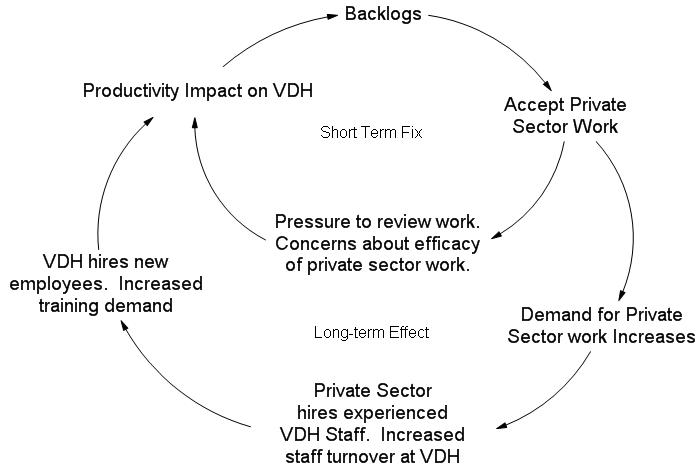 Backlogs
Productivity Impact on VDH
Accept Private
Sector Work
Short Term Fix
Pressure to review work.
Concerns about efficacy
of private sector work.
VDH hires new
employees.  Increased
training demand
Demand for Private
Sector work Increases
Long-term Effect
Private Sector
hires experienced
VDH Staff.  Increased
staff turnover at VDH